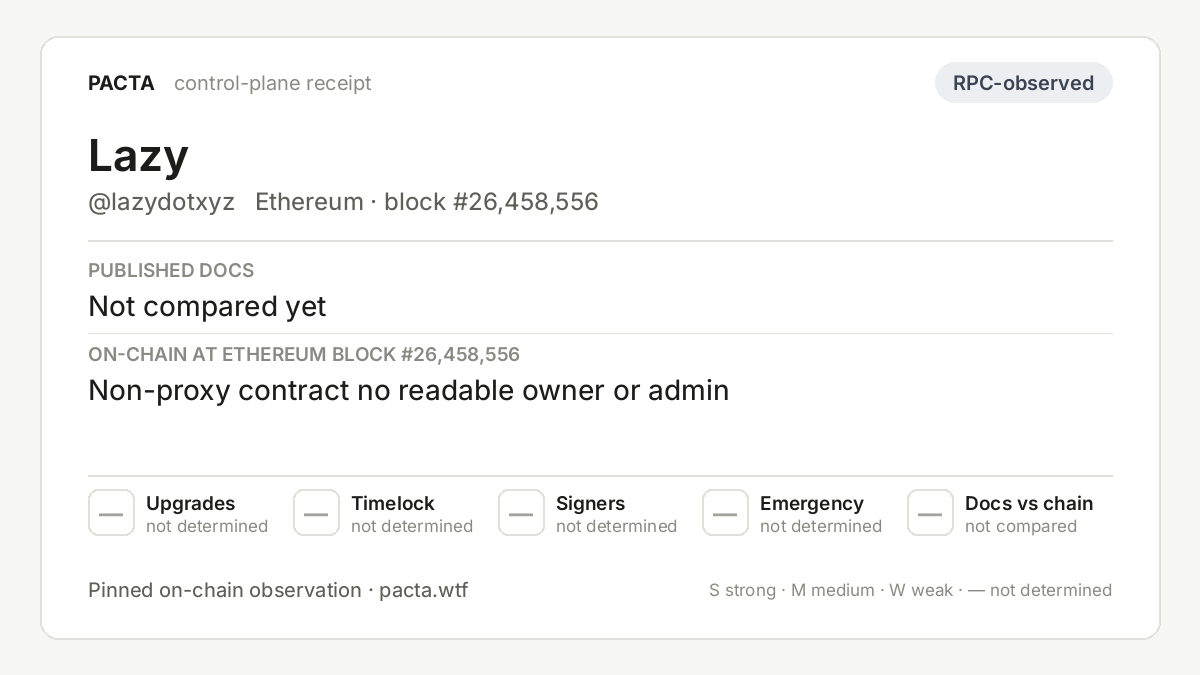 PACTA control-plane receipt RPC-observed
Lazy
@lazydotxyz Ethereum · block #26,458,556
PUBLISHED DOCS
Not compared yet
ON-CHAIN AT ETHEREUM BLOCK #26,458,556
Non-proxy contract no readable owner or admin
— Upgrades — Timelock — Signers — Emergency — Docs vs chain
not determined not determined not determined not determined not compared
Pinned on-chain observation · pacta.wtf S strong · M medium · W weak · — not determined